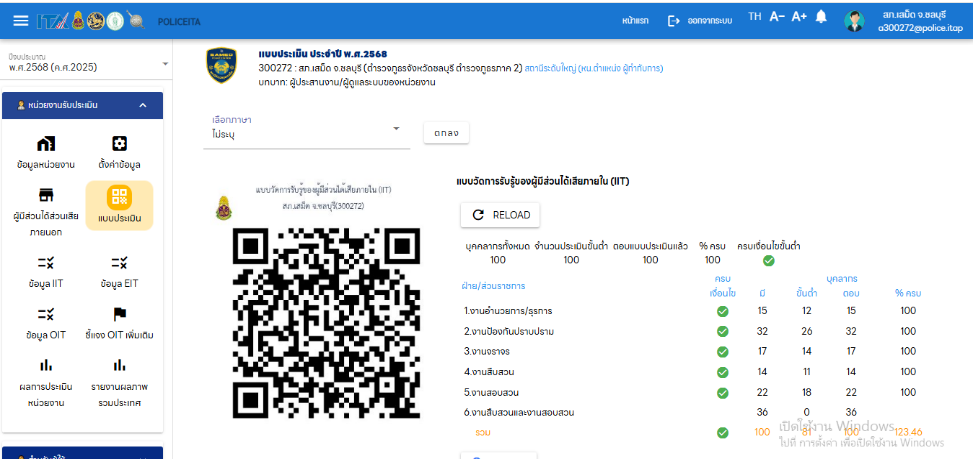 ITA POLICEITA หน้าแรก ออกจากระบบ TH A- A+ สภ.เสม็ด จ.ชลบุรี
a300272@police.itap
ปีงบประมาณ
พ.ศ.2568 (ค.ศ.2025)
หน่วยงานรับประเมิน
ข้อมูลหน่วยงาน ตั้งค่าข้อมูล
ผู้มีส่วนได้ส่วนเสียภายนอก แบบประเมิน
ข้อมูล IIT ข้อมูล EIT
ข้อมูล OIT ชี้แจง OIT เพิ่มเติม
ผลการประเมินหน่วยงาน รายงานผลภาพรวมประเทศ
แบบประเมิน ประจำปี พ.ศ.2568
300272 : สภ.เสม็ด จ.ชลบุรี (ตำรวจภูธรจังหวัดชลบุรี ตำรวจภูธรภาค 2) สถานีระดับใหญ่ (หน.ตำแหน่ง ผู้กำกับการ)
บทบาท: ผู้ประสานงาน/ผู้ดูแลระบบของหน่วยงาน
เลือกภาษา
ไม่ระบุ
ตกลง
แบบวัดการรับรู้ของผู้มีส่วนได้เสียภายใน (IIT)
สภ.เสม็ด จ.ชลบุรี(300272)
แบบวัดการรับรู้ของผู้มีส่วนได้เสียภายใน (IIT)
RELOAD
บุคลากรทั้งหมด จำนวนประเมินขั้นต่ำ ตอบแบบประเมินแล้ว % ครบ ครบเงื่อนไขขั้นต่ำ
100 100 100 100
ฝ่าย/ส่วนราชการ ครบเงื่อนไข บุคลากร
มี ขั้นต่ำ ตอบ % ครบ
1.งานอำนวยการ/ธุรการ 15 12 15 100
2.งานป้องกันปราบปราม 32 26 32 100
3.งานจราจร 17 14 17 100
4.งานสืบสวน 14 11 14 100
5.งานสอบสวน 22 18 22 100
6.งานสืบสวนและงานสอบสวน 36 0 36
รวม 100 81 100 123.46
เปิดใช้งาน Windows
ไปที่ การตั้งค่า เพื่อเปิดใช้งาน Windows